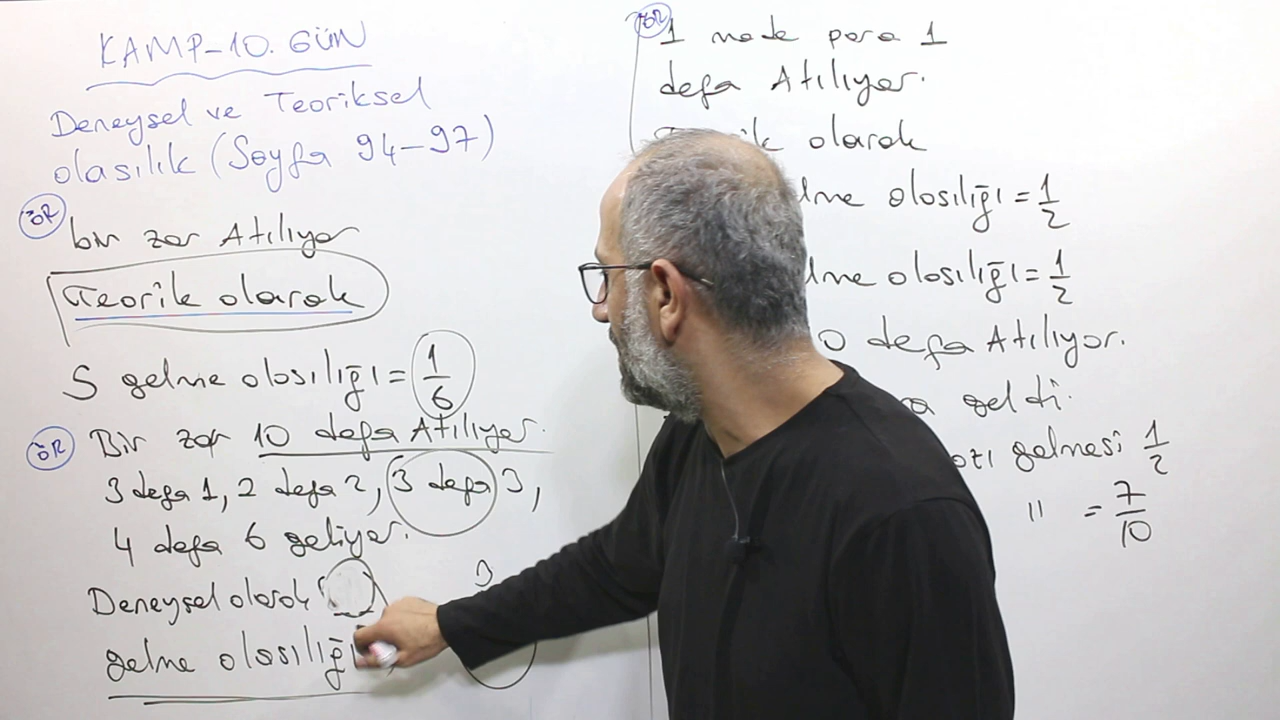 KAMP-10. GÜN
Deneysel ve Teoriksel
olasılık (Sayfa 94-97)
ÖR
bir zar Atılıyor
Teorik olarak
5 gelme olasılığı = 1/6
ÖR Bir zar 10 defa Atılıyor.
3 defa 1, 2 defa 2, 3 defa 3,
4 defa 6 geliyor.
Deneysel olarak
gelme olasılığı
3
ÖR
1 made para 1
defa Atılıyor.
olarak
olasılığı = 1/2
olasılığı = 1/2
0 defa Atılıyor.
geldi.
gelmesi 1/2
" = 7/10